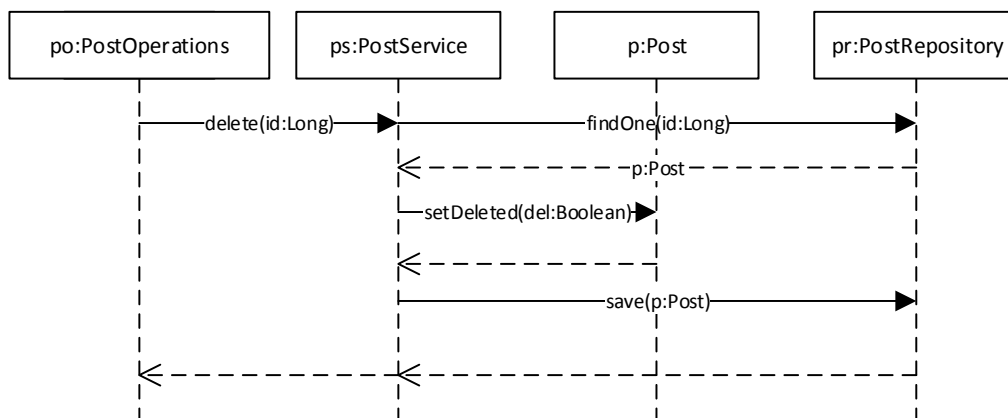 po:PostOperations
ps:PostService
p:Post
pr:PostRepository
delete(id:Long)
findOne(id:Long)
p:Post
setDeleted(del:Boolean)
save(p:Post)